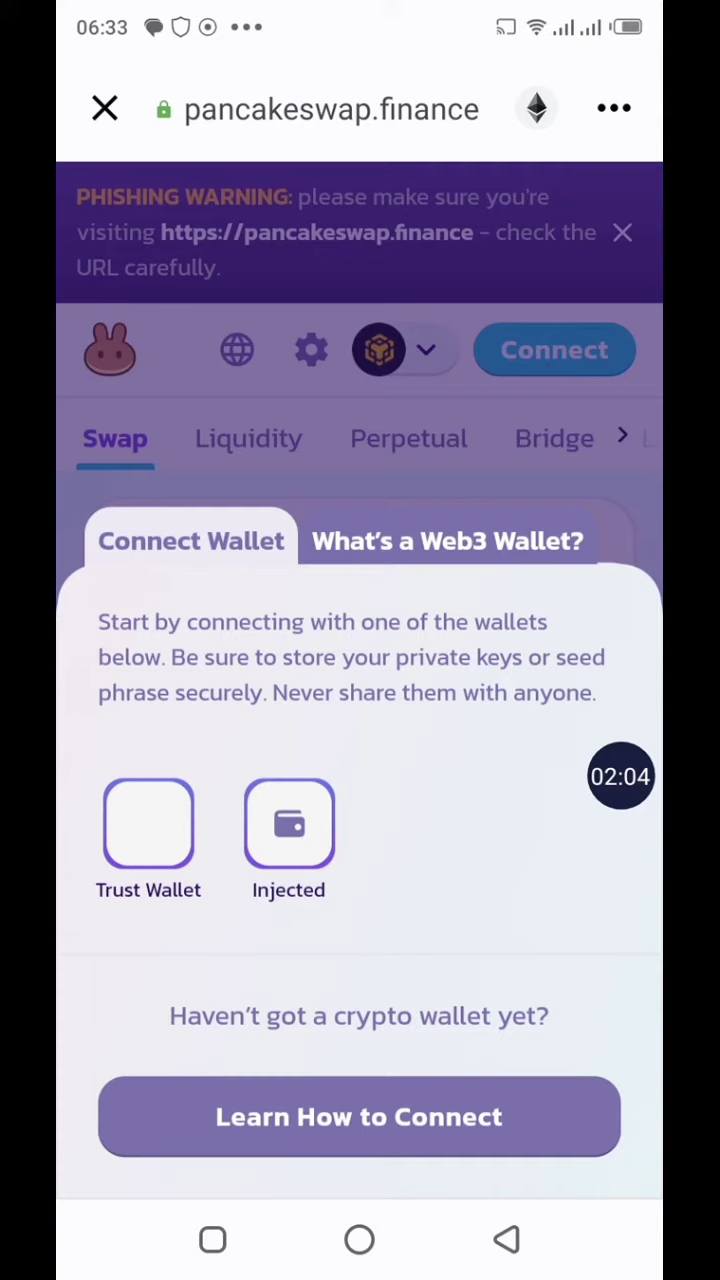 06:33
pancakeswap.finance
PHISHING WARNING: please make sure you're
visiting https://pancakeswap.finance - check the
URL carefully.
Connect
Swap Liquidity Perpetual Bridge
Connect Wallet What's a Web3 Wallet?
Start by connecting with one of the wallets
below. Be sure to store your private keys or seed
phrase securely. Never share them with anyone.
02:04
Trust Wallet Injected
Haven't got a crypto wallet yet?
Learn How to Connect